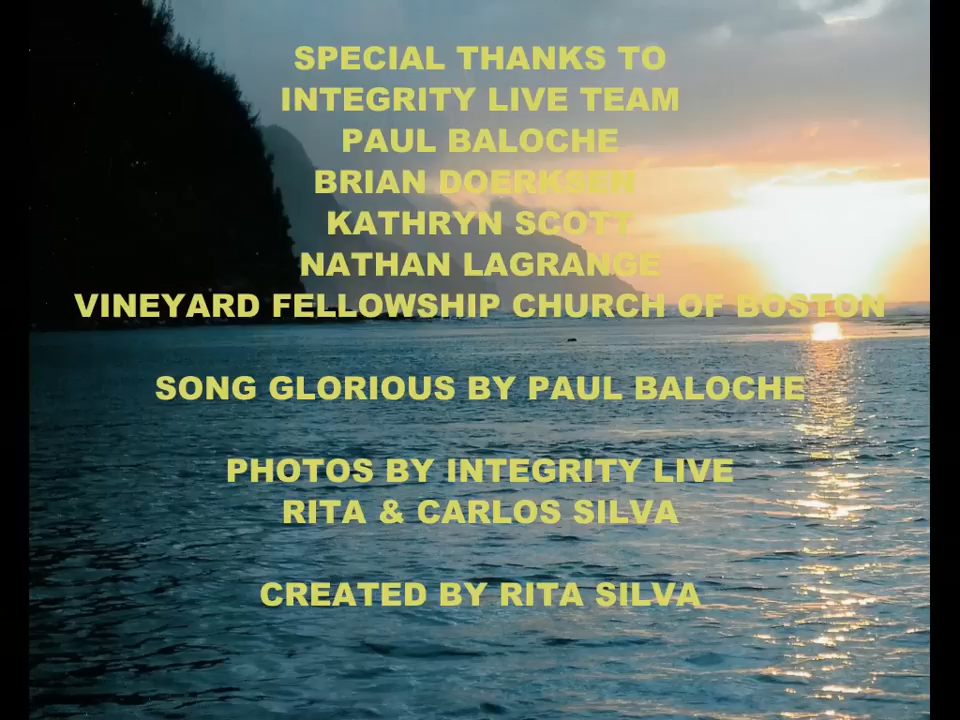 SPECIAL THANKS TO
INTEGRITY LIVE TEAM
PAUL BALOCHE
BRIAN DOERKSEN
KATHRYN SCOTT
NATHAN LAGRANGE
VINEYARD FELLOWSHIP CHURCH OF BOSTON
SONG GLORIOUS BY PAUL BALOCHE
PHOTOS BY INTEGRITY LIVE
RITA & CARLOS SILVA
CREATED BY RITA SILVA